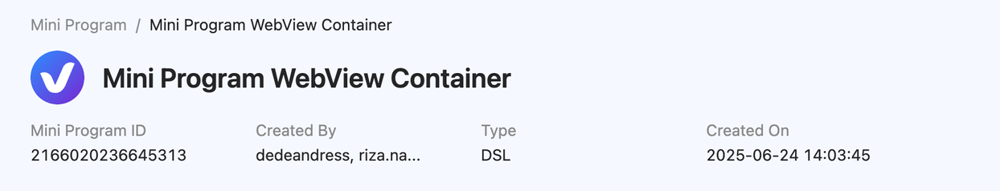 Mini Program / Mini Program WebView Container
Mini Program WebView Container
Mini Program ID Created By Type Created On
2166020236645313 dedeandress, riza.na... DSL 2025-06-24 14:03:45